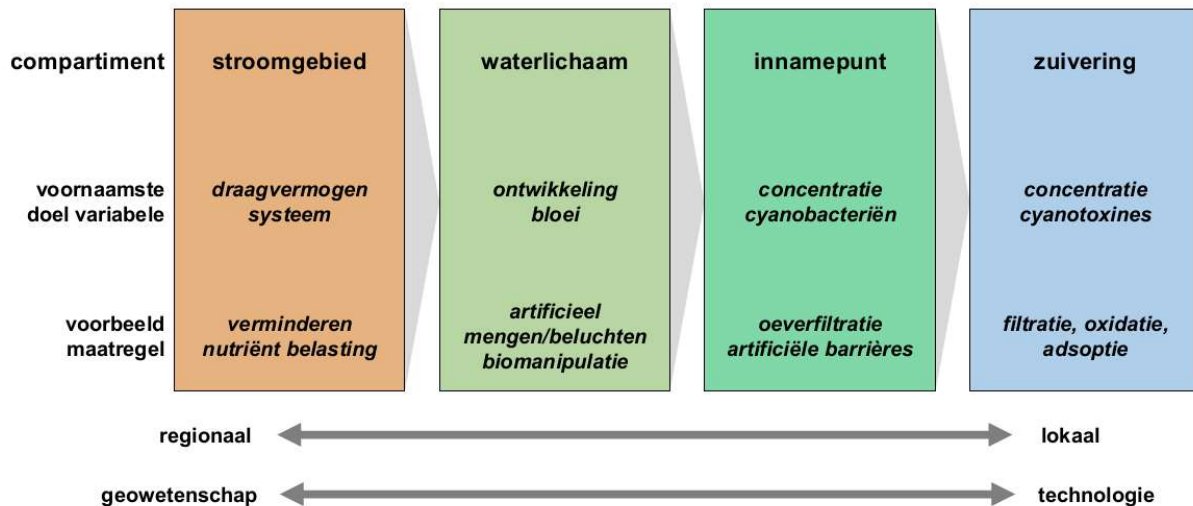 compartiment stroomgebied waterlichaam innamepunt zuivering
voornaamste draagvermogen ontwikkeling concentratie concentratie
doel variabele systeem bloei cyanobacteriën cyanotoxines
artificieel
voorbeeld verminderen mengen/beluchten oeverfiltratie filtratie, oxidatie,
maatregel nutriënt belasting biomanipulatie artificiële barrières adsoptie
regionaal lokaal
geowetenschap technologie